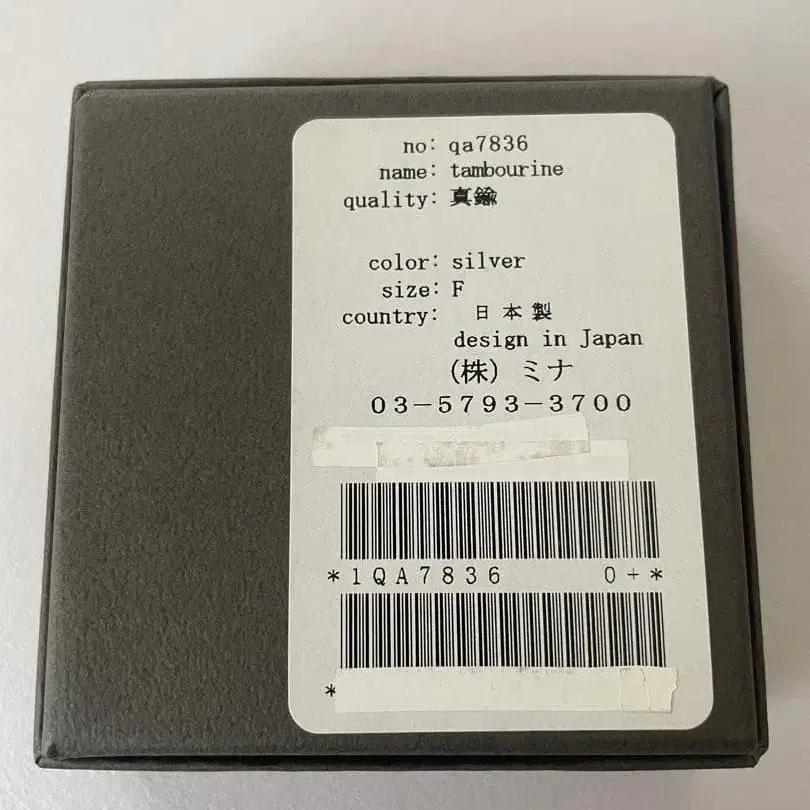 no: qa7836
name: tambourine
quality: 真鍮
color: silver
size: F
country: 日本製
design in Japan
(株) ミナ
03-5793-3700
*1QA7836 0+*
*